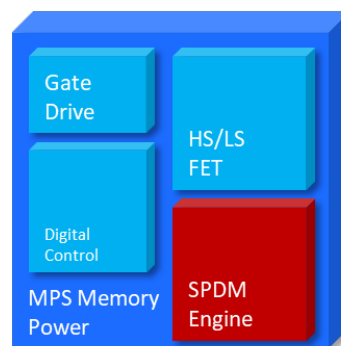 Gate
Drive
HS/LS
FET
Digital
Control
SPDM
Engine
MPS Memory
Power